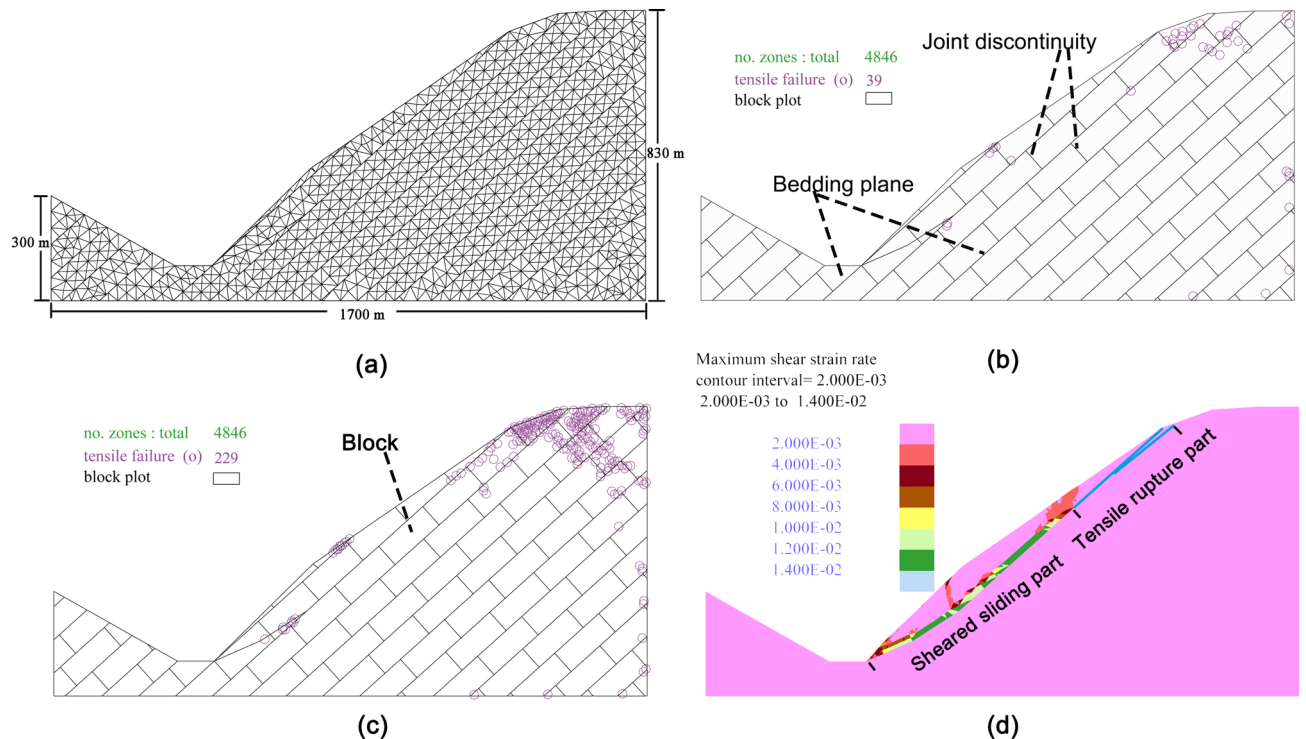 300 m
830 m
1700 m
(a)
no. zones : total 4846
tensile failure (o) 39
block plot
Joint discontinuity
Bedding plane
(b)
no. zones : total 4846
tensile failure (o) 229
block plot
Block
(c)
Maximum shear strain rate
contour interval= 2.000E-03
2.000E-03 to 1.400E-02
2.000E-03
4.000E-03
6.000E-03
8.000E-03
1.000E-02
1.200E-02
1.400E-02
Tensile rupture part
Sheared sliding part
(d)